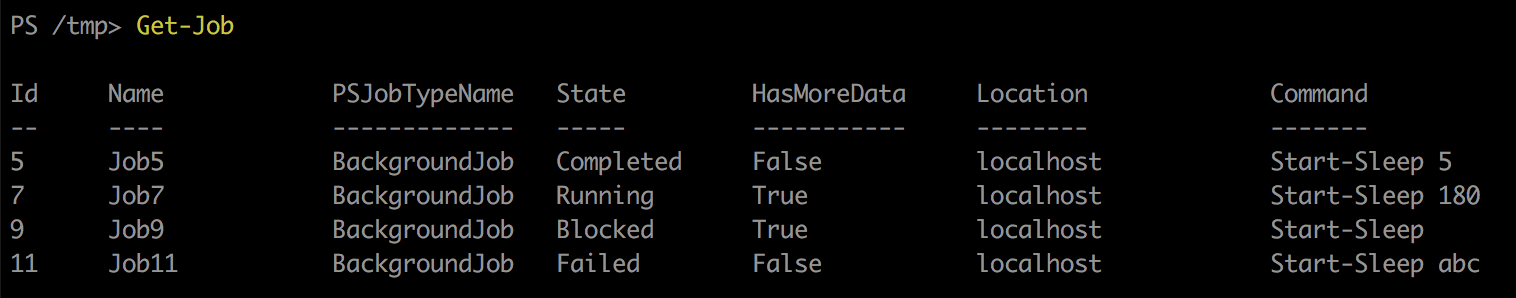 PS /tmp> Get-Job
Id     Name            PSJobTypeName   State         HasMoreData     Location             Command
--     ----            -------------   -----         -----------     --------             -------
5      Job5            BackgroundJob   Completed     False           localhost            Start-Sleep 5
7      Job7            BackgroundJob   Running       True            localhost            Start-Sleep 180
9      Job9            BackgroundJob   Blocked       True            localhost            Start-Sleep
11     Job11           BackgroundJob   Failed        False           localhost            Start-Sleep abc